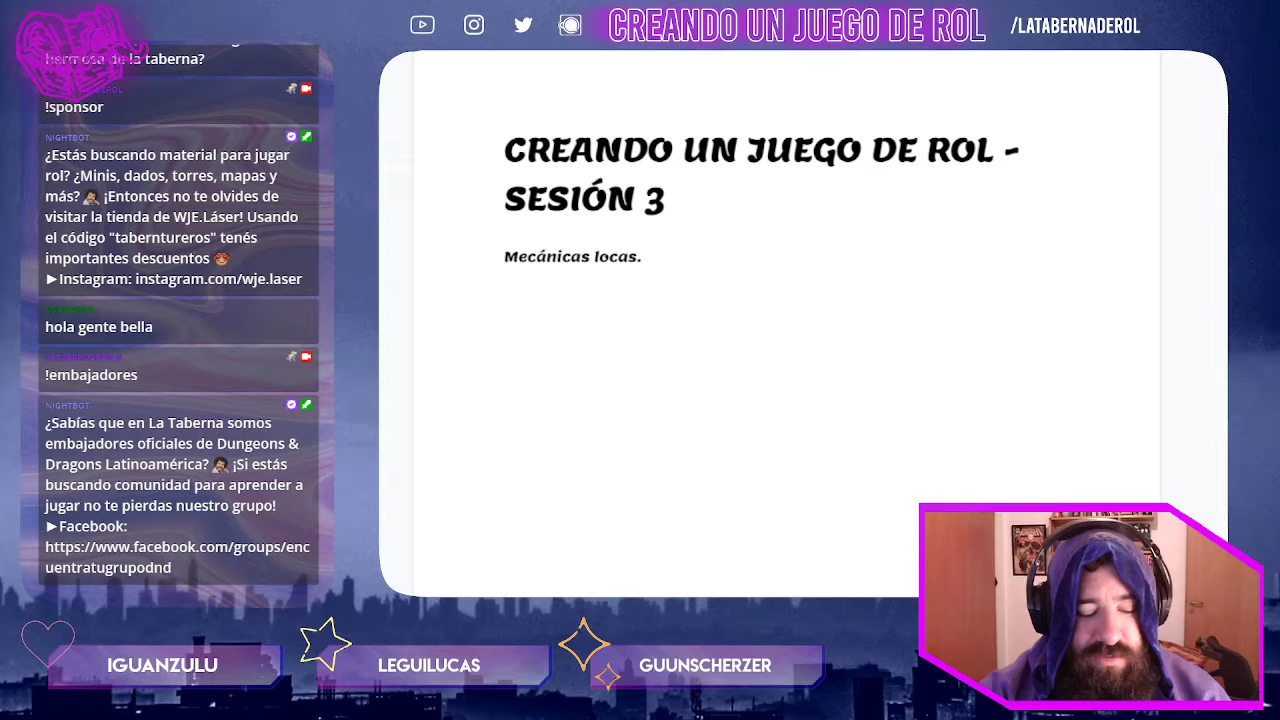 CREANDO UN JUEGO DE ROL
/LATABERNADEROL
hermosa de la taberna?
!sponsor
NIGHTBOT
¿Estás buscando material para jugar
rol? ¿Minis, dados, torres, mapas y
más? ¡Entonces no te olvides de
visitar la tienda de WJE.Láser! Usando
el código "taberntureros" tenés
importantes descuentos
►Instagram: instagram.com/wje.laser
hola gente bella
!embajadores
NIGHTBOT
¿Sabías que en La Taberna somos
embajadores oficiales de Dungeons &
Dragons Latinoamérica? ¡Si estás
buscando comunidad para aprender a
jugar no te pierdas nuestro grupo!
►Facebook:
https://www.facebook.com/groups/enc
uentratugrupodnd
CREANDO UN JUEGO DE ROL -
SESIÓN 3
Mecánicas locas.
IGUANZULU
LEGUILUCAS
GUUNSCHERZER